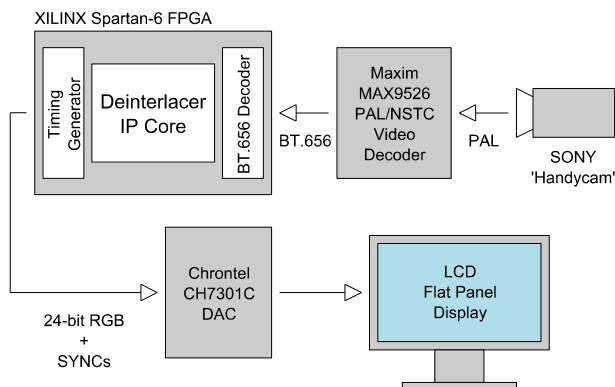 XILINX Spartan-6 FPGA
Timing
Generator
Deinterlacer
IP Core
BT.656 Decoder
BT.656
Maxim
MAX9526
PAL/NSTC
Video
Decoder
PAL
SONY
'Handycam'
24-bit RGB
+
SYNCs
Chrontel
CH7301C
DAC
LCD
Flat Panel
Display